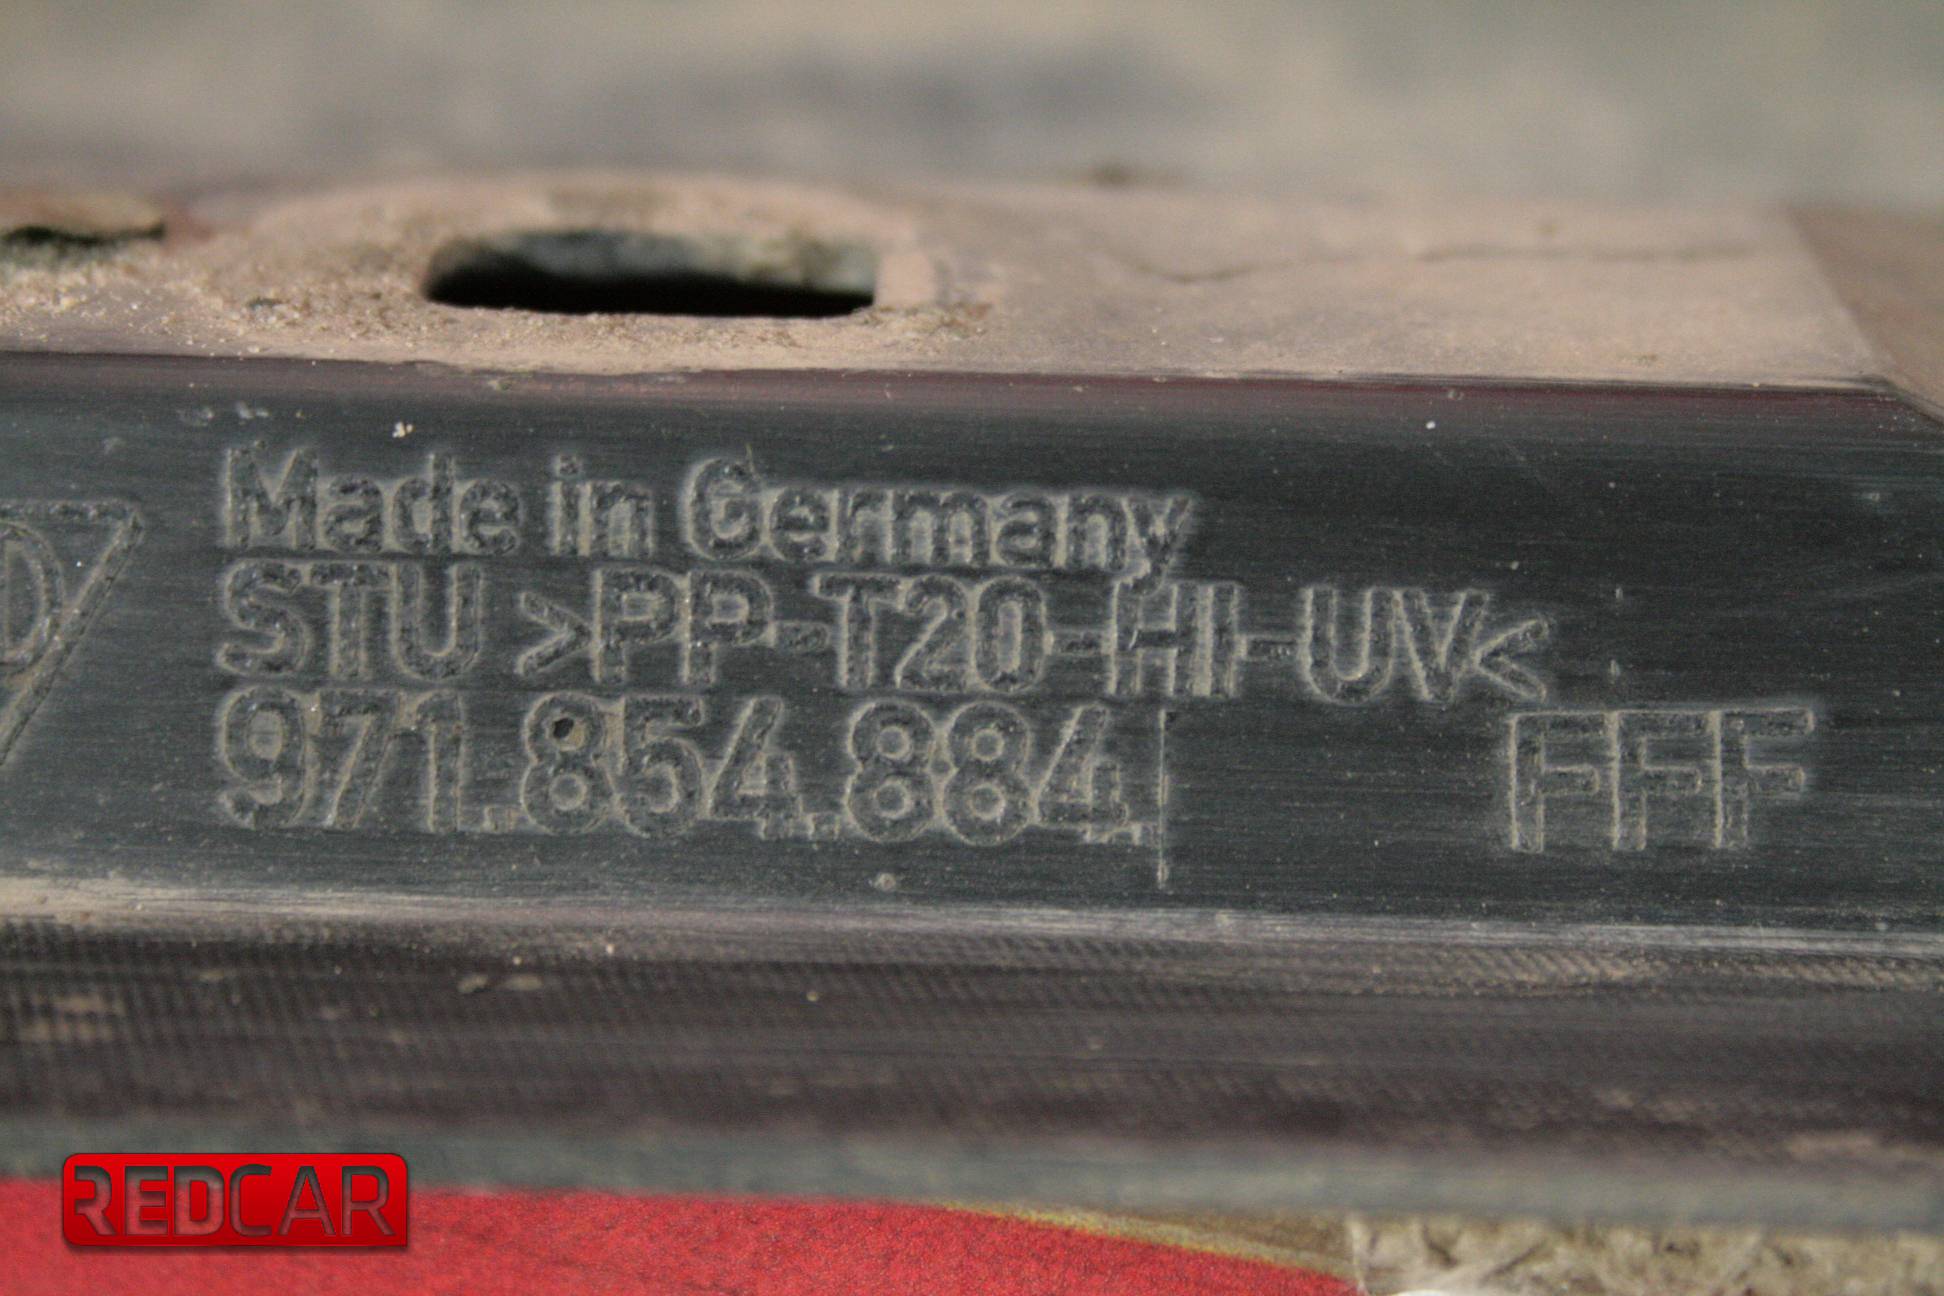 D
Made in Germany
STU >PP-T20-HI-UV<
971.854.884.
FFF
REDCAR